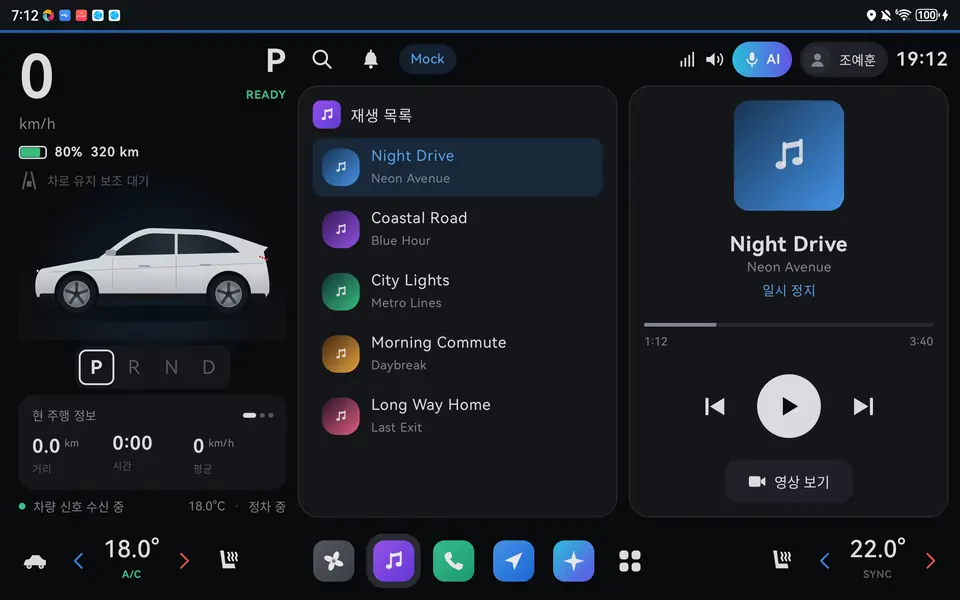 7:12
100
0
km/h
P
READY
80% 320 km
차로 유지 보조 대기
P R N D
현 주행 정보
0.0 km
거리
0:00
시간
0 km/h
평균
차량 신호 수신 중
18.0°C · 정차 중
Mock
AI
조예훈
19:12
재생 목록
Night Drive
Neon Avenue
Coastal Road
Blue Hour
City Lights
Metro Lines
Morning Commute
Daybreak
Long Way Home
Last Exit
Night Drive
Neon Avenue
일시 정지
1:12
3:40
영상 보기
18.0°
A/C
22.0°
SYNC